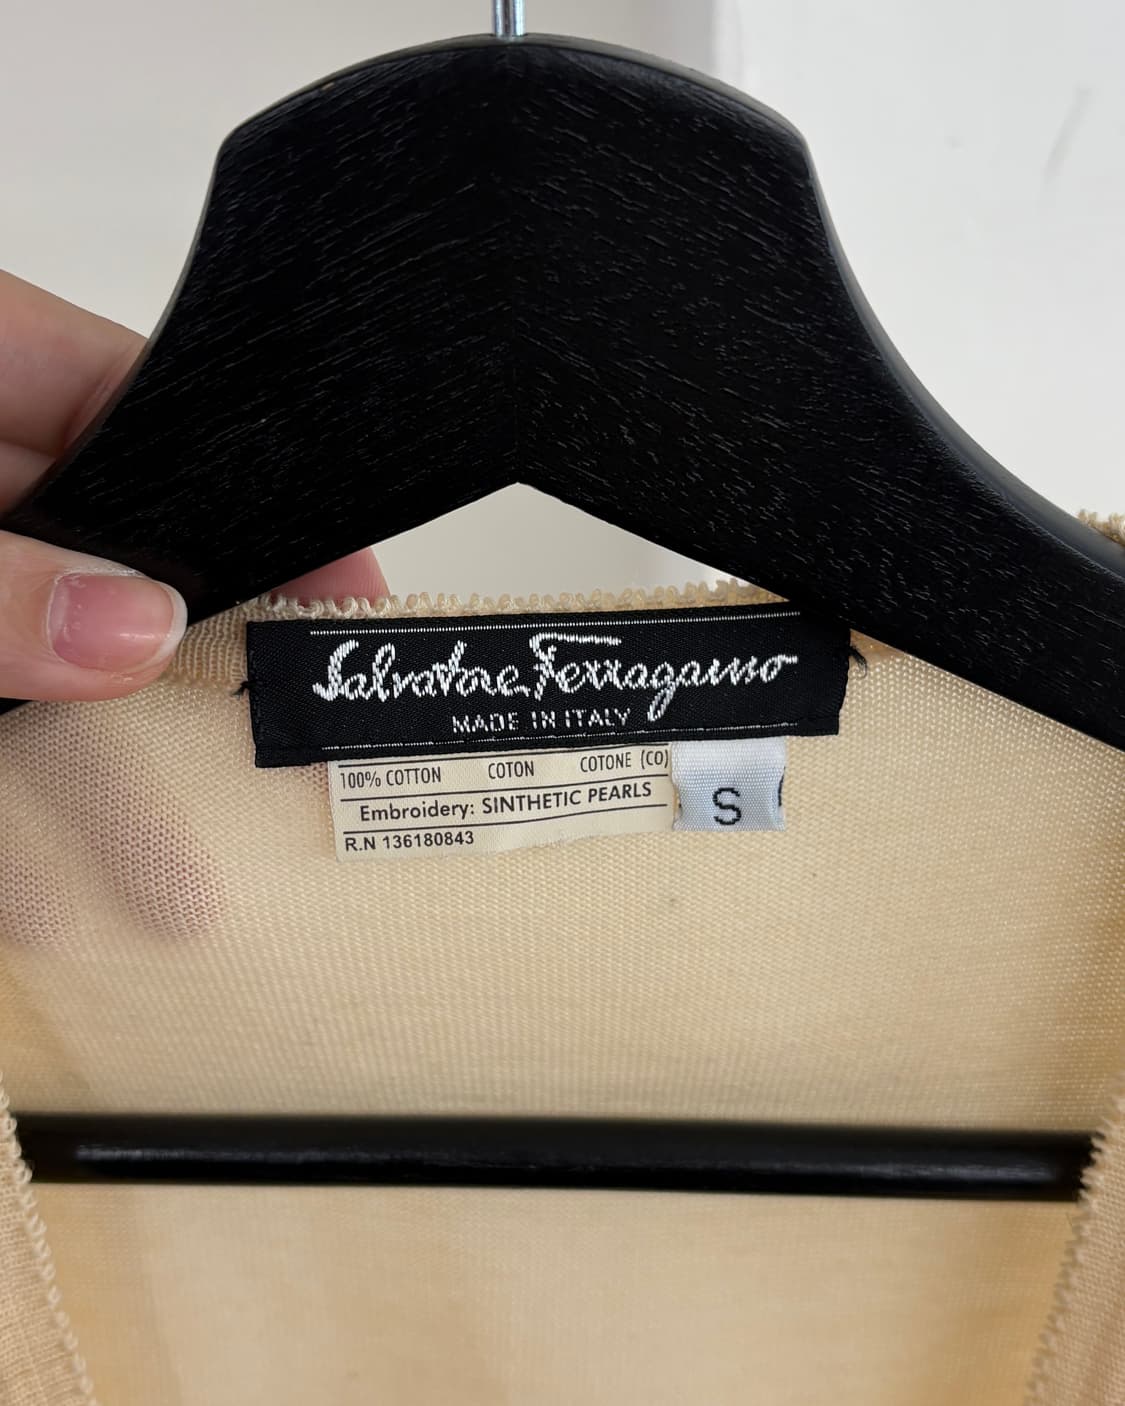 Salvatore Ferragamo
MADE IN ITALY
100% COTTON COTON COTONE (CO)
Embroidery: SINTHETIC PEARLS
R.N 136180843
S